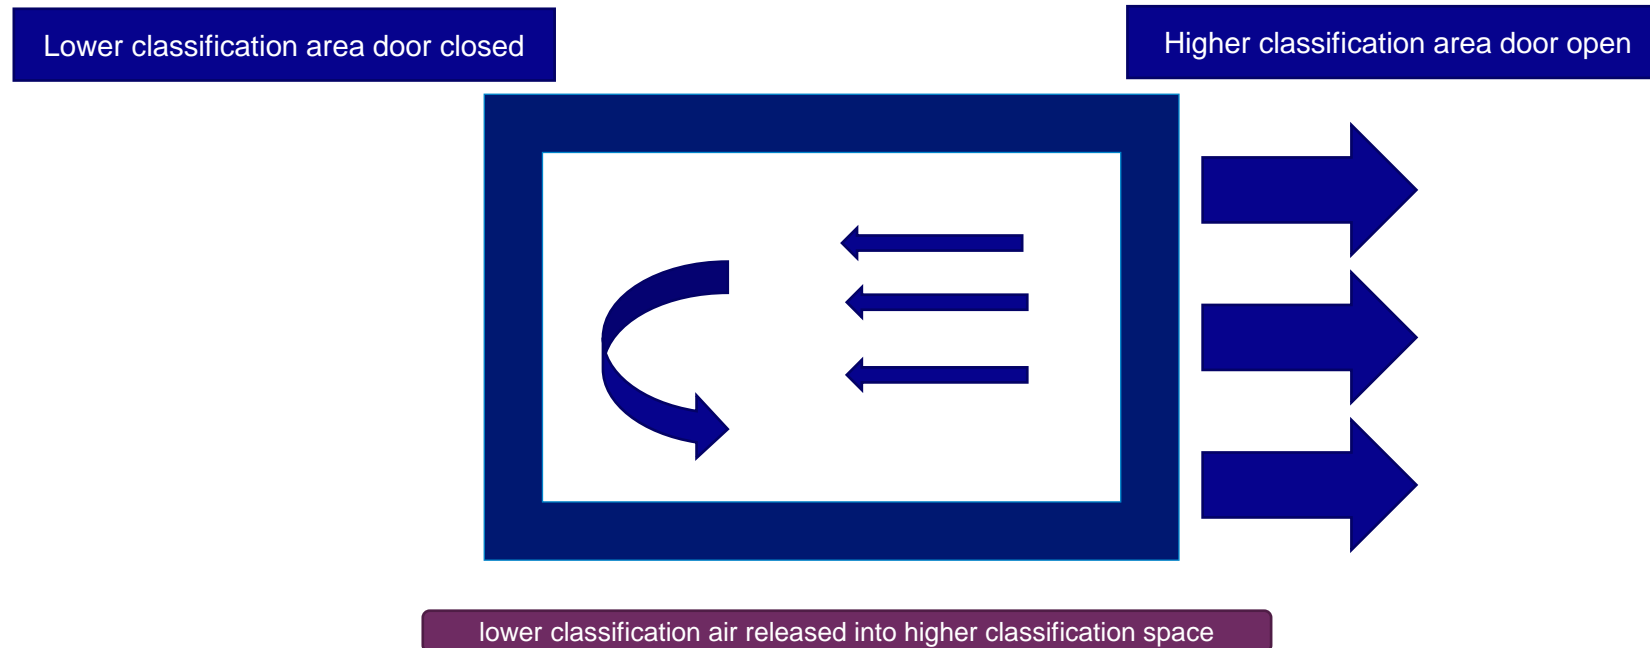 Lower classification area door closed
Higher classification area door open
lower classification air released into higher classification space